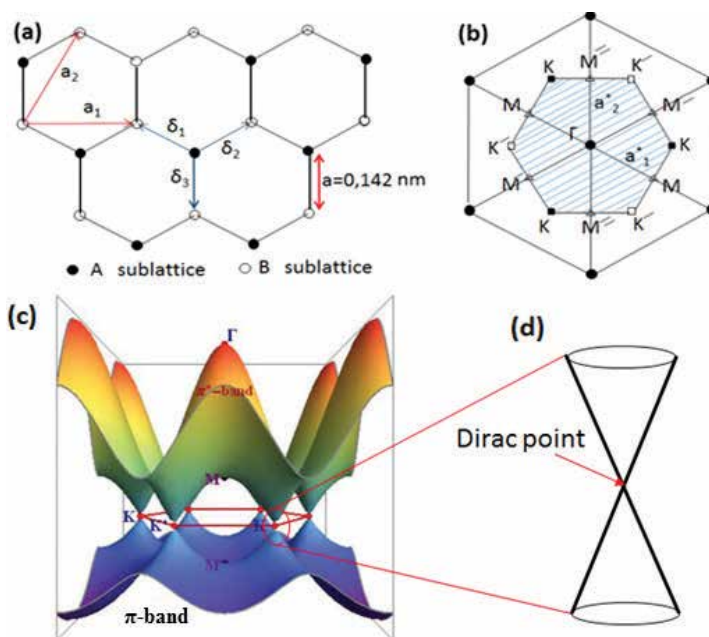 (a)
a₂
a₁
δ₁
δ₂
δ₃
a=0,142 nm
A sublattice
B sublattice
(b)
M″
K
K′
M
a*₂
M‴
Γ
K′
a*₁
K
M
M
K
M″
K′
(c)
Γ
π*-band
M
K
K'
K
M
π-band
(d)
Dirac point